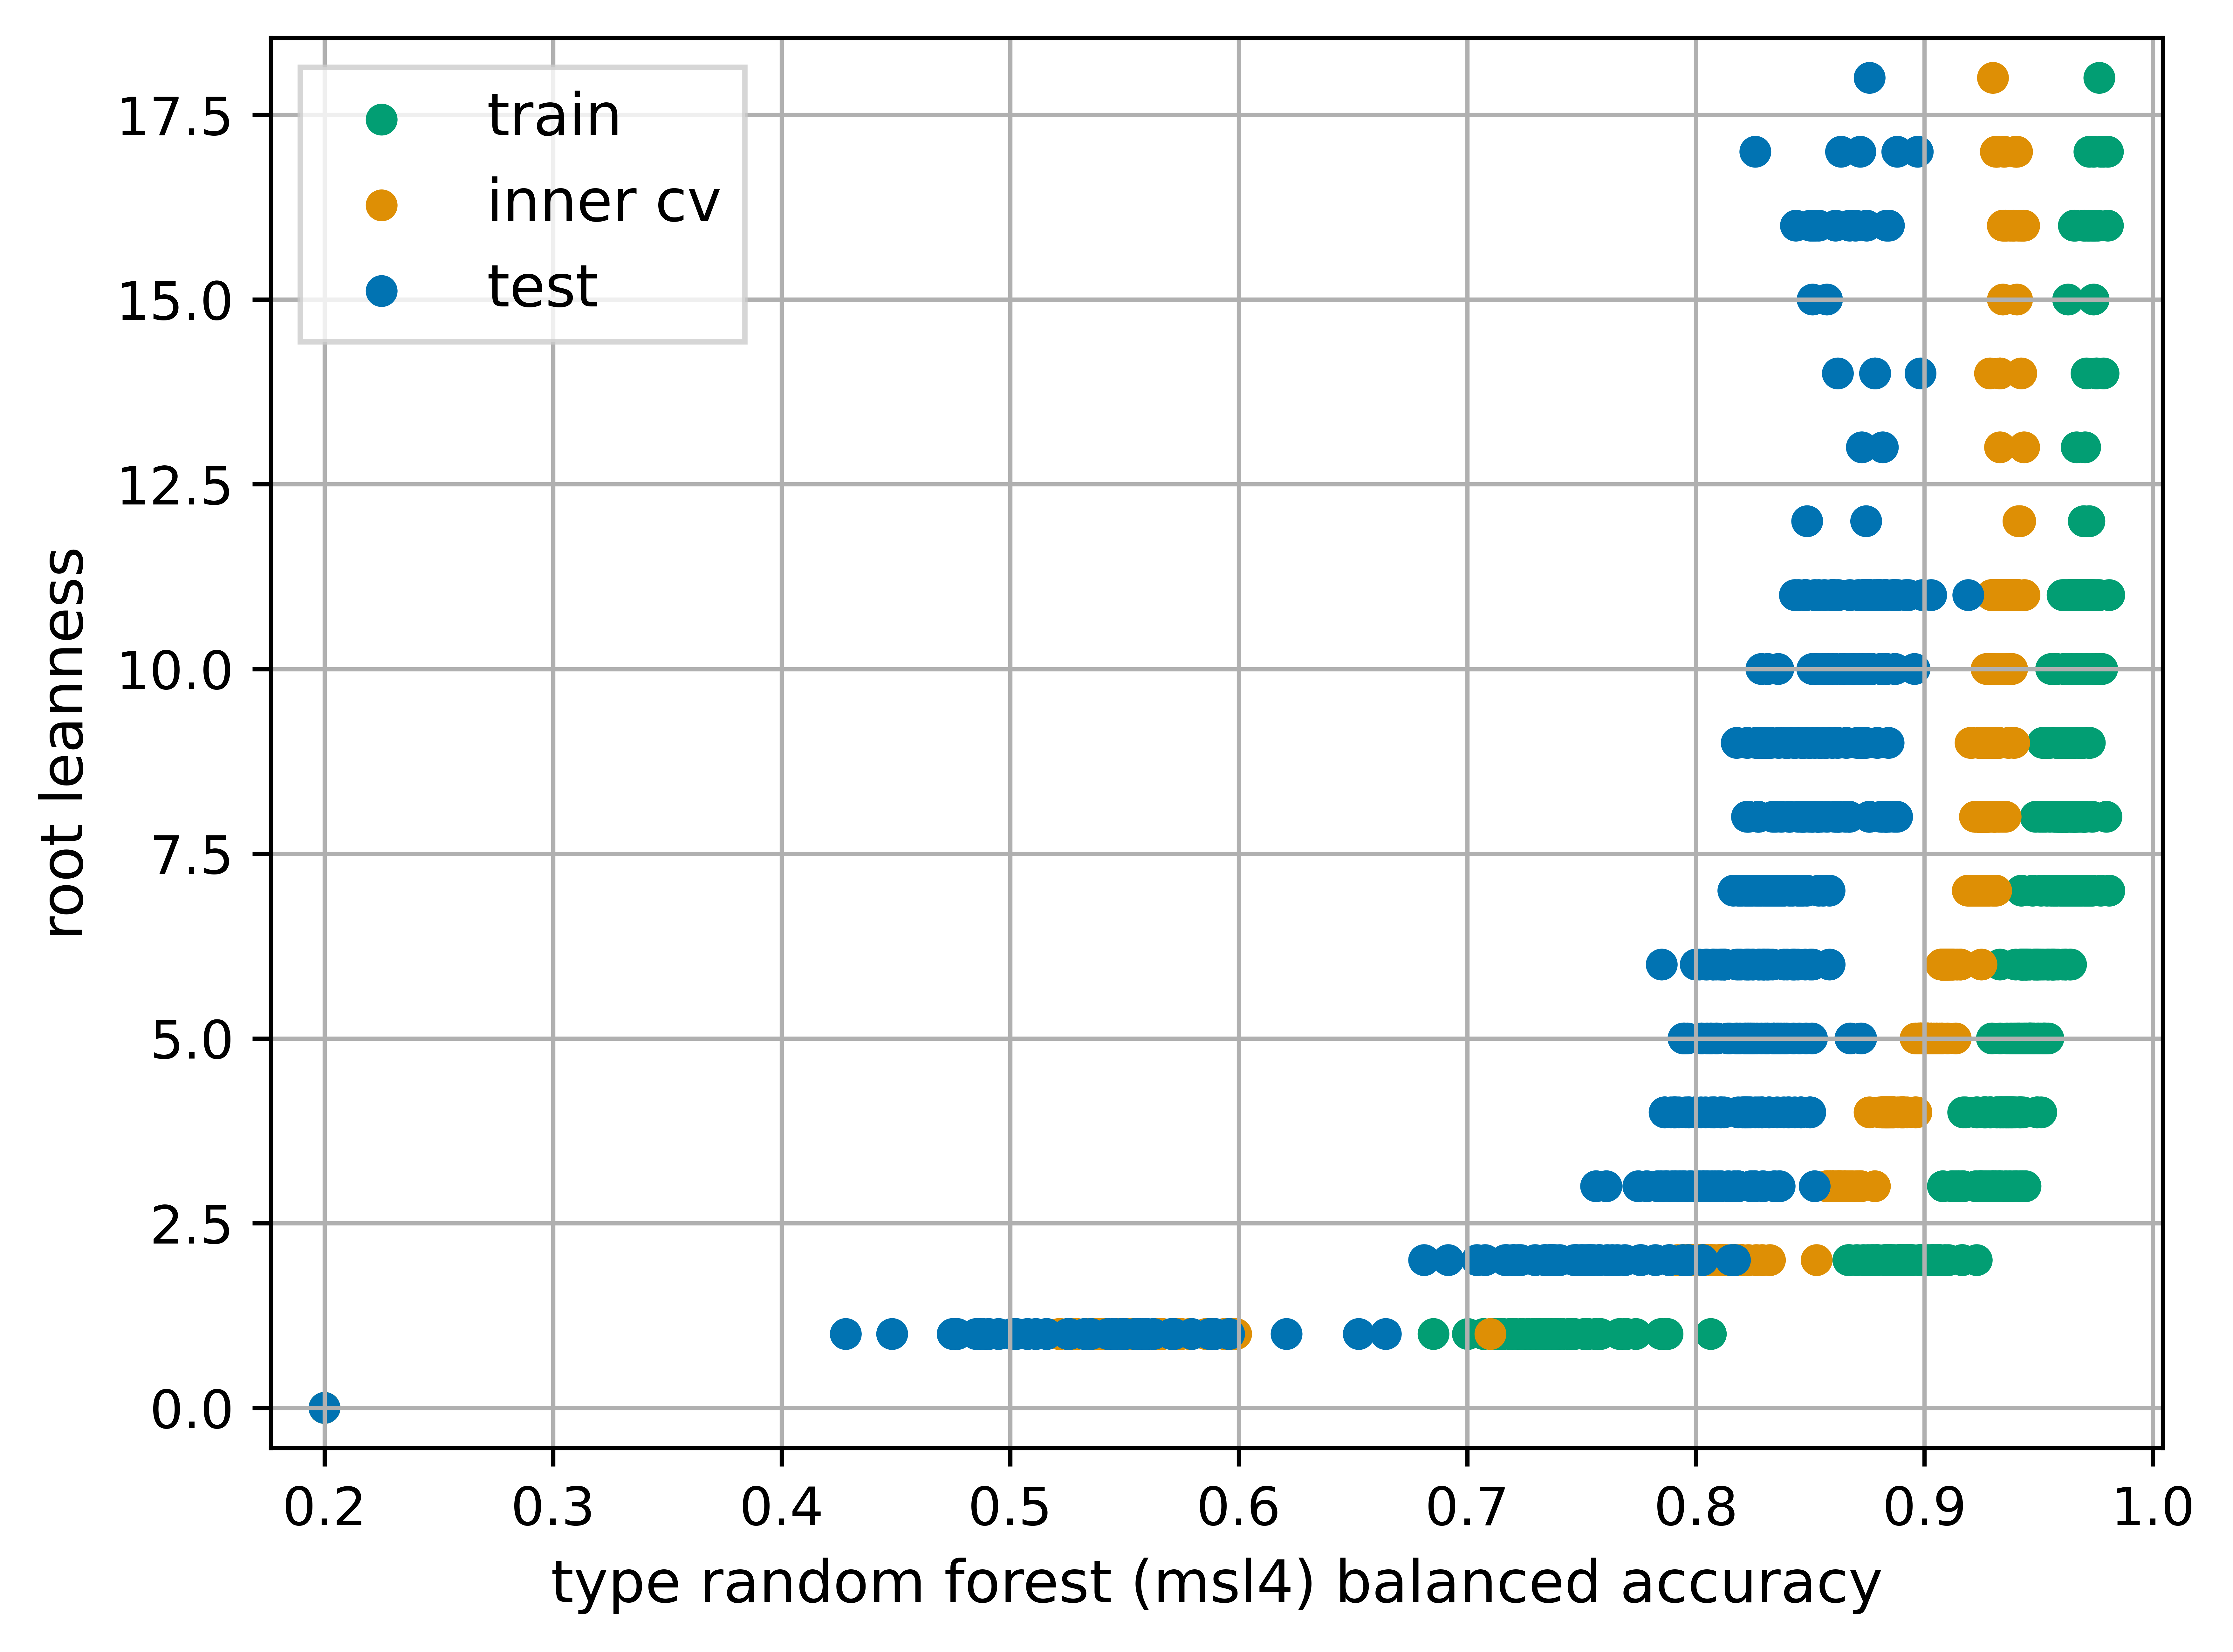 train
inner cv
test
17.5
15.0
12.5
10.0
7.5
5.0
2.5
0.0
root leanness
0.2 0.3 0.4 0.5 0.6 0.7 0.8 0.9 1.0
type random forest (msl4) balanced accuracy